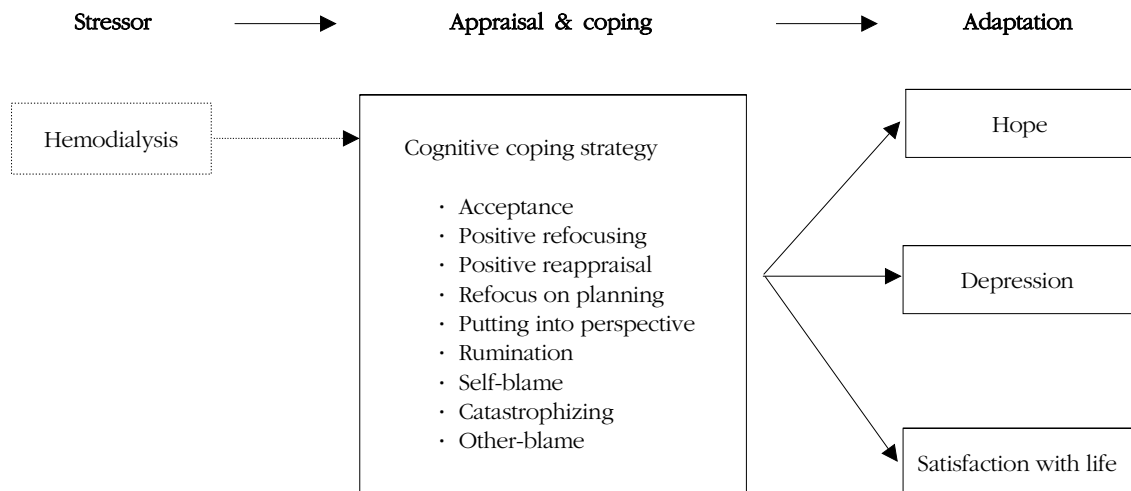 Stressor Appraisal & coping Adaptation
Hemodialysis
Cognitive coping strategy
· Acceptance
· Positive refocusing
· Positive reappraisal
· Refocus on planning
· Putting into perspective
· Rumination
· Self-blame
· Catastrophizing
· Other-blame
Hope
Depression
Satisfaction with life